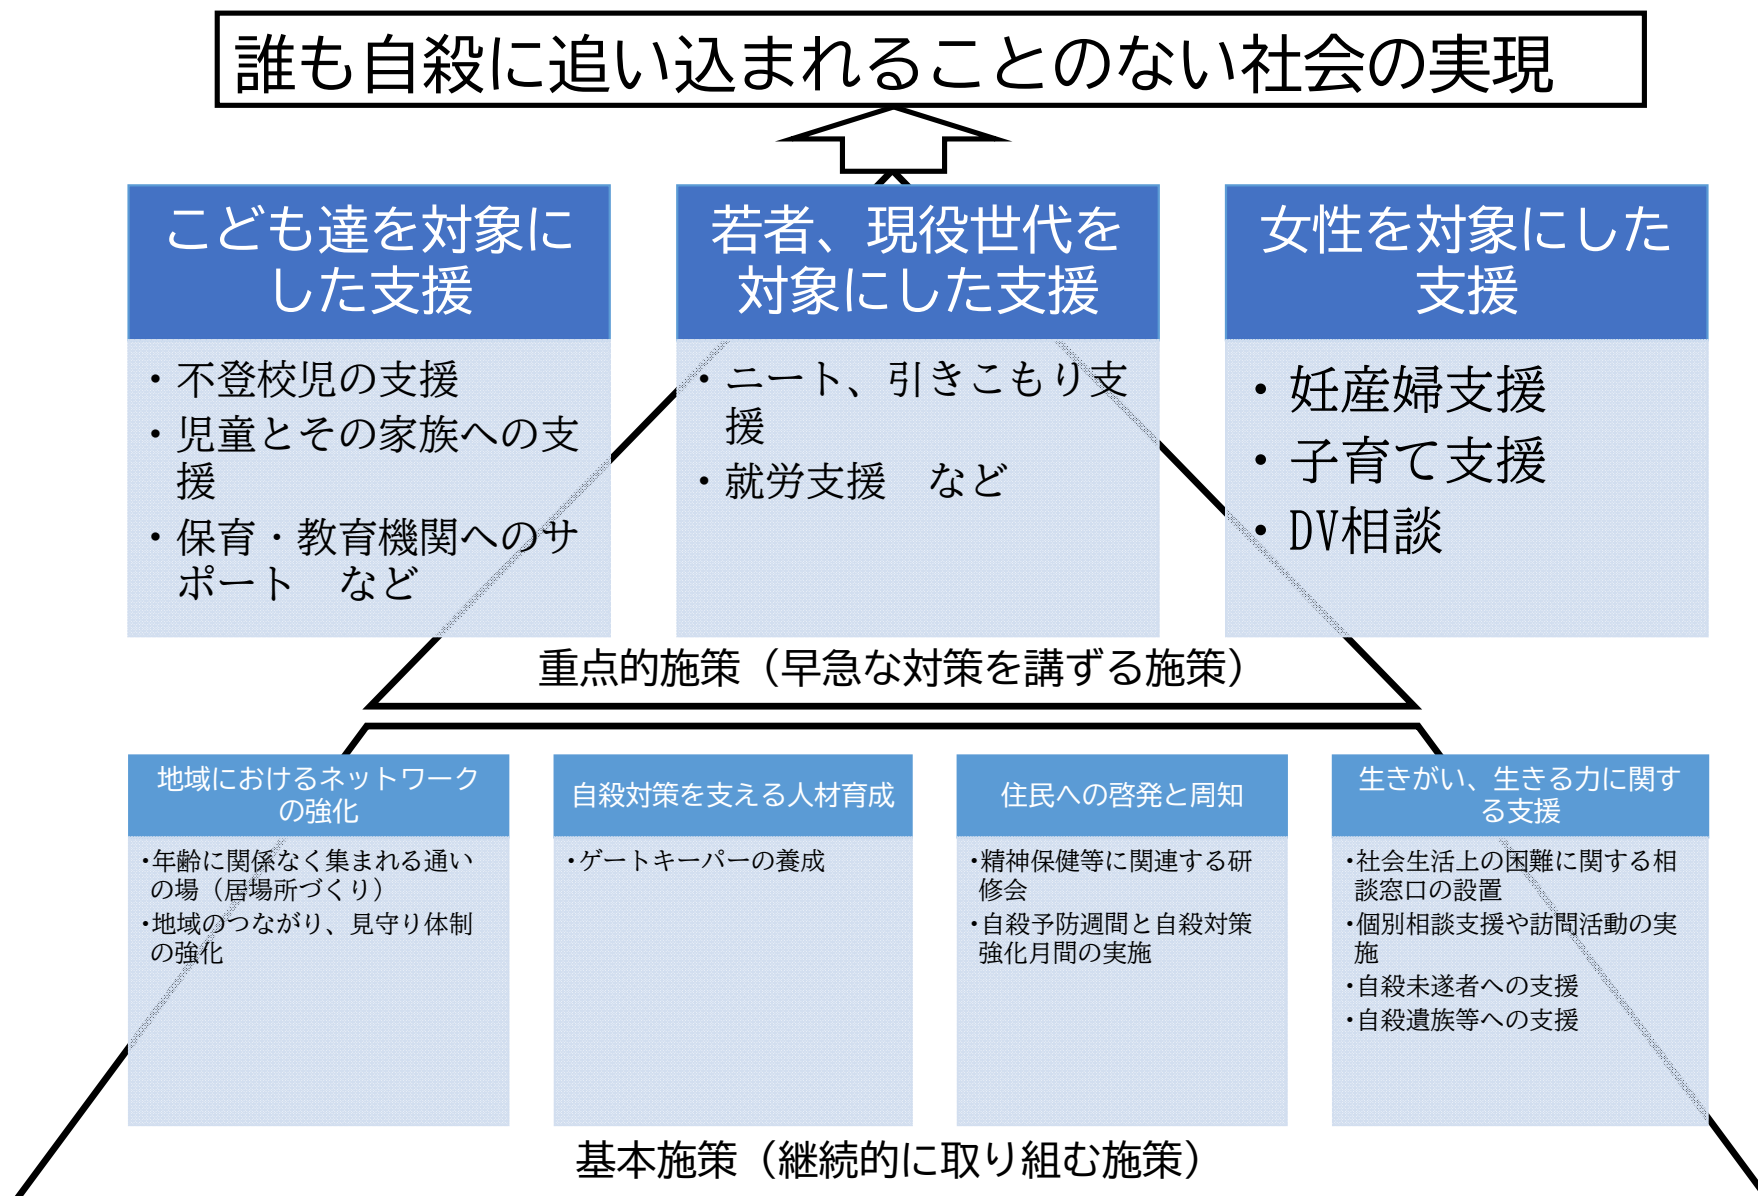 誰も自殺に追い込まれることのない社会の実現
こども達を対象に
した支援
・不登校児の支援
・児童とその家族への支
援
・保育・教育機関へのサ
ポート　など
若者、現役世代を
対象にした支援
・ニート、引きこもり支
援
・就労支援　など
女性を対象にした
支援
・妊産婦支援
・子育て支援
・DV相談
重点的施策（早急な対策を講ずる施策）
地域におけるネットワーク
の強化
・年齢に関係なく集まれる通い
の場（居場所づくり）
・地域のつながり、見守り体制
の強化
自殺対策を支える人材育成
・ゲートキーパーの養成
住民への啓発と周知
・精神保健等に関連する研
修会
・自殺予防週間と自殺対策
強化月間の実施
生きがい、生きる力に関す
る支援
・社会生活上の困難に関する相
談窓口の設置
・個別相談支援や訪問活動の実
施
・自殺未遂者への支援
・自殺遺族等への支援
基本施策（継続的に取り組む施策）